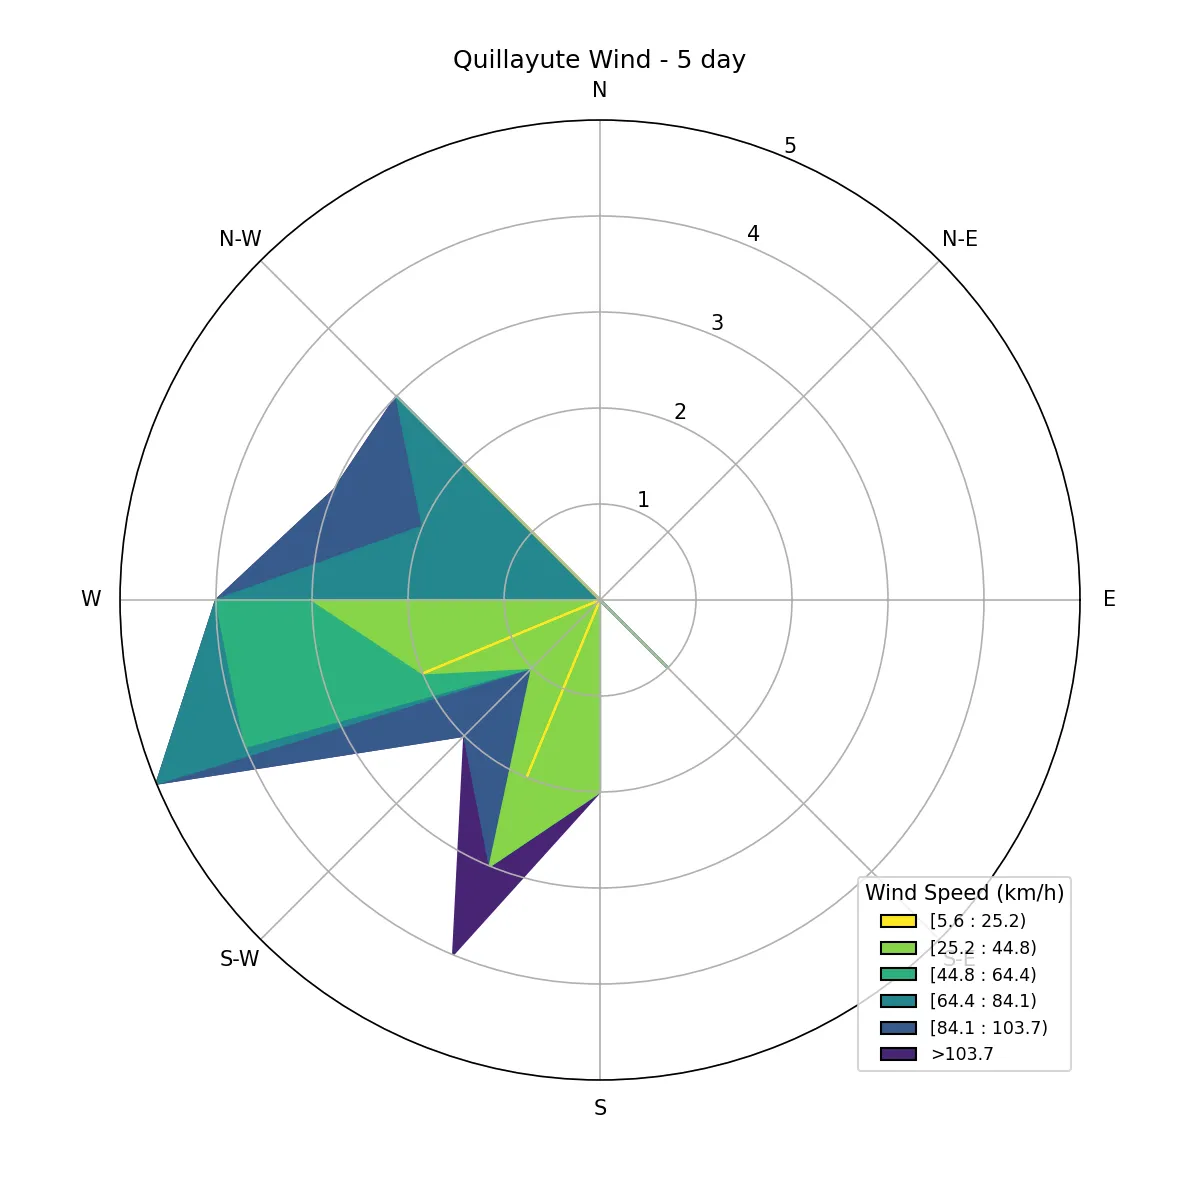 Quillayute Wind - 5 day
N
5
N-W
4
N-E
3
2
1
W
E
S-W
S-E
S
Wind Speed (km/h)
[5.6 : 25.2)
[25.2 : 44.8)
[44.8 : 64.4)
[64.4 : 84.1)
[84.1 : 103.7)
>103.7